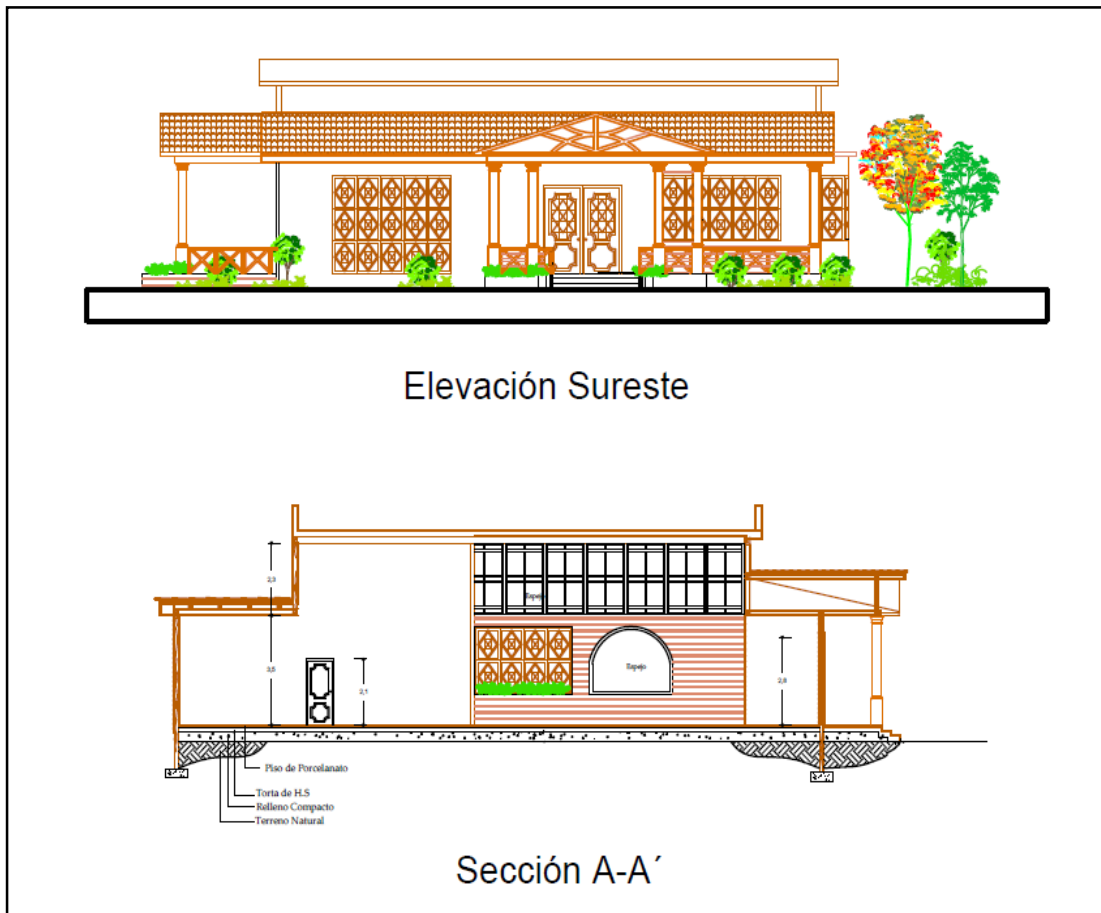 Elevación Sureste
Espejo
2,3
3,5
2,1
Espejo
2,8
Piso de Porcelanato
Torta de H.S
Relleno Compacto
Terreno Natural
Sección A-A´